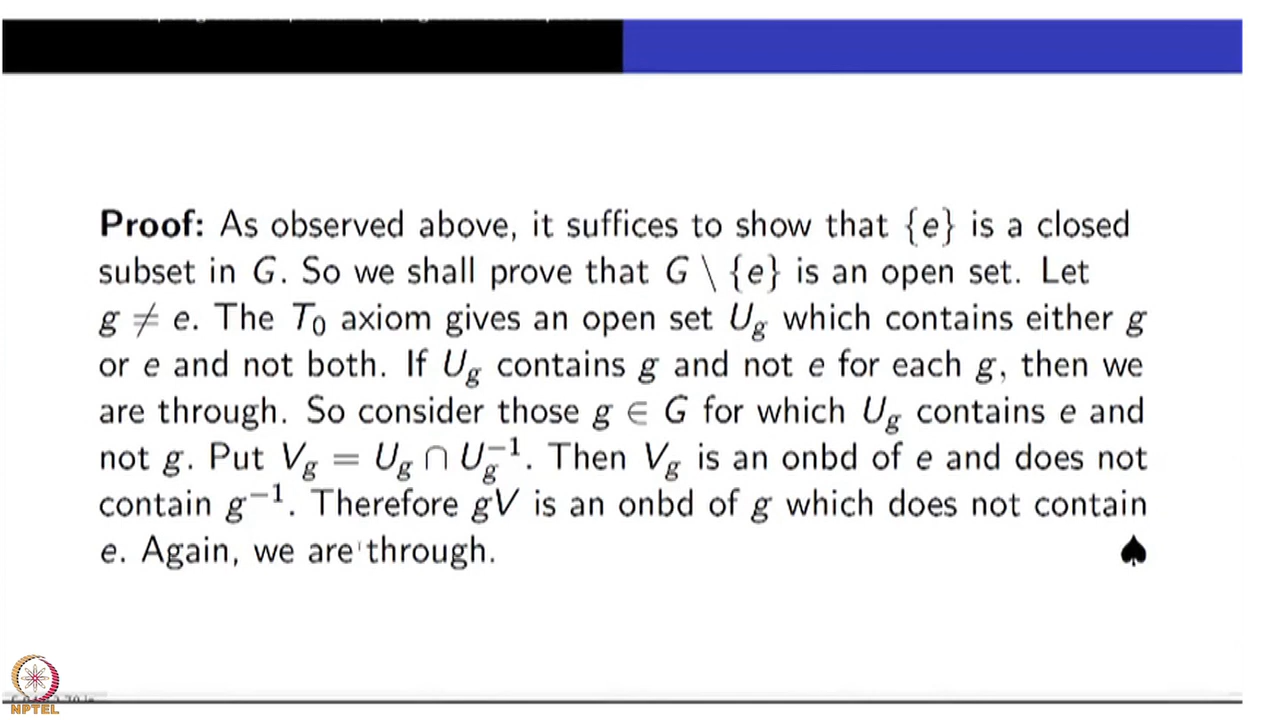 Proof: As observed above, it suffices to show that {e} is a closed
subset in G. So we shall prove that G \ {e} is an open set. Let
g ≠ e. The T₀ axiom gives an open set U_g which contains either g
or e and not both. If U_g contains g and not e for each g, then we
are through. So consider those g ∈ G for which U_g contains e and
not g. Put V_g = U_g ∩ U_g⁻¹. Then V_g is an onbd of e and does not
contain g⁻¹. Therefore gV is an onbd of g which does not contain
e. Again, we are through. ♠
NPTEL